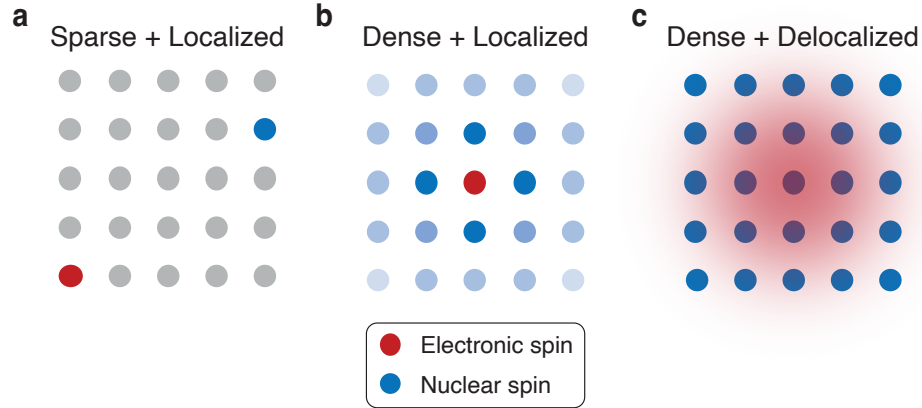 a
Sparse + Localized
b
Dense + Localized
c
Dense + Delocalized
Electronic spin
Nuclear spin